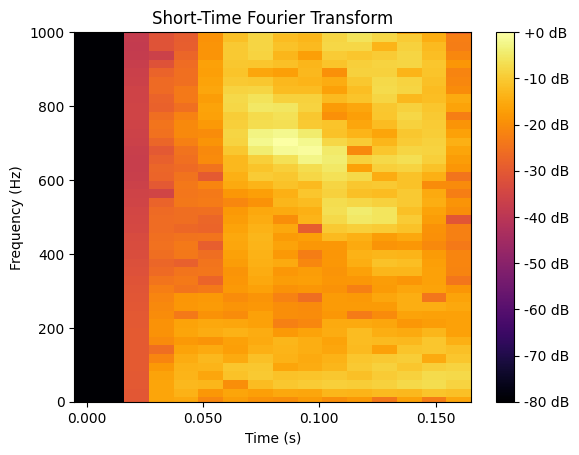 Short-Time Fourier Transform
1000
800
600
400
200
0
Frequency (Hz)
0.000
0.050
0.100
0.150
Time (s)
+0 dB
-10 dB
-20 dB
-30 dB
-40 dB
-50 dB
-60 dB
-70 dB
-80 dB